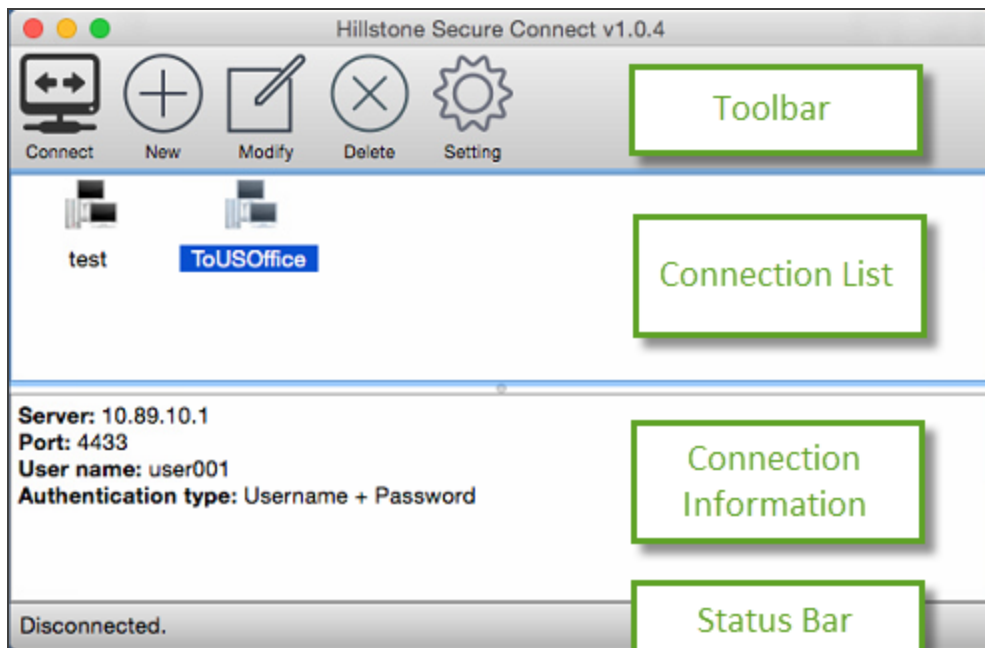 Hillstone Secure Connect v1.0.4
Connect New Modify Delete Setting
Toolbar
test ToUSOffice
Connection List
Server: 10.89.10.1
Port: 4433
User name: user001
Authentication type: Username + Password
Connection
Information
Disconnected.
Status Bar